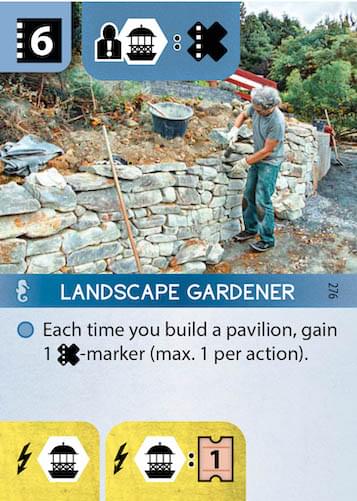 6
:
LANDSCAPE GARDENER
276
Each time you build a pavilion, gain
1 -marker (max. 1 per action).
: 1